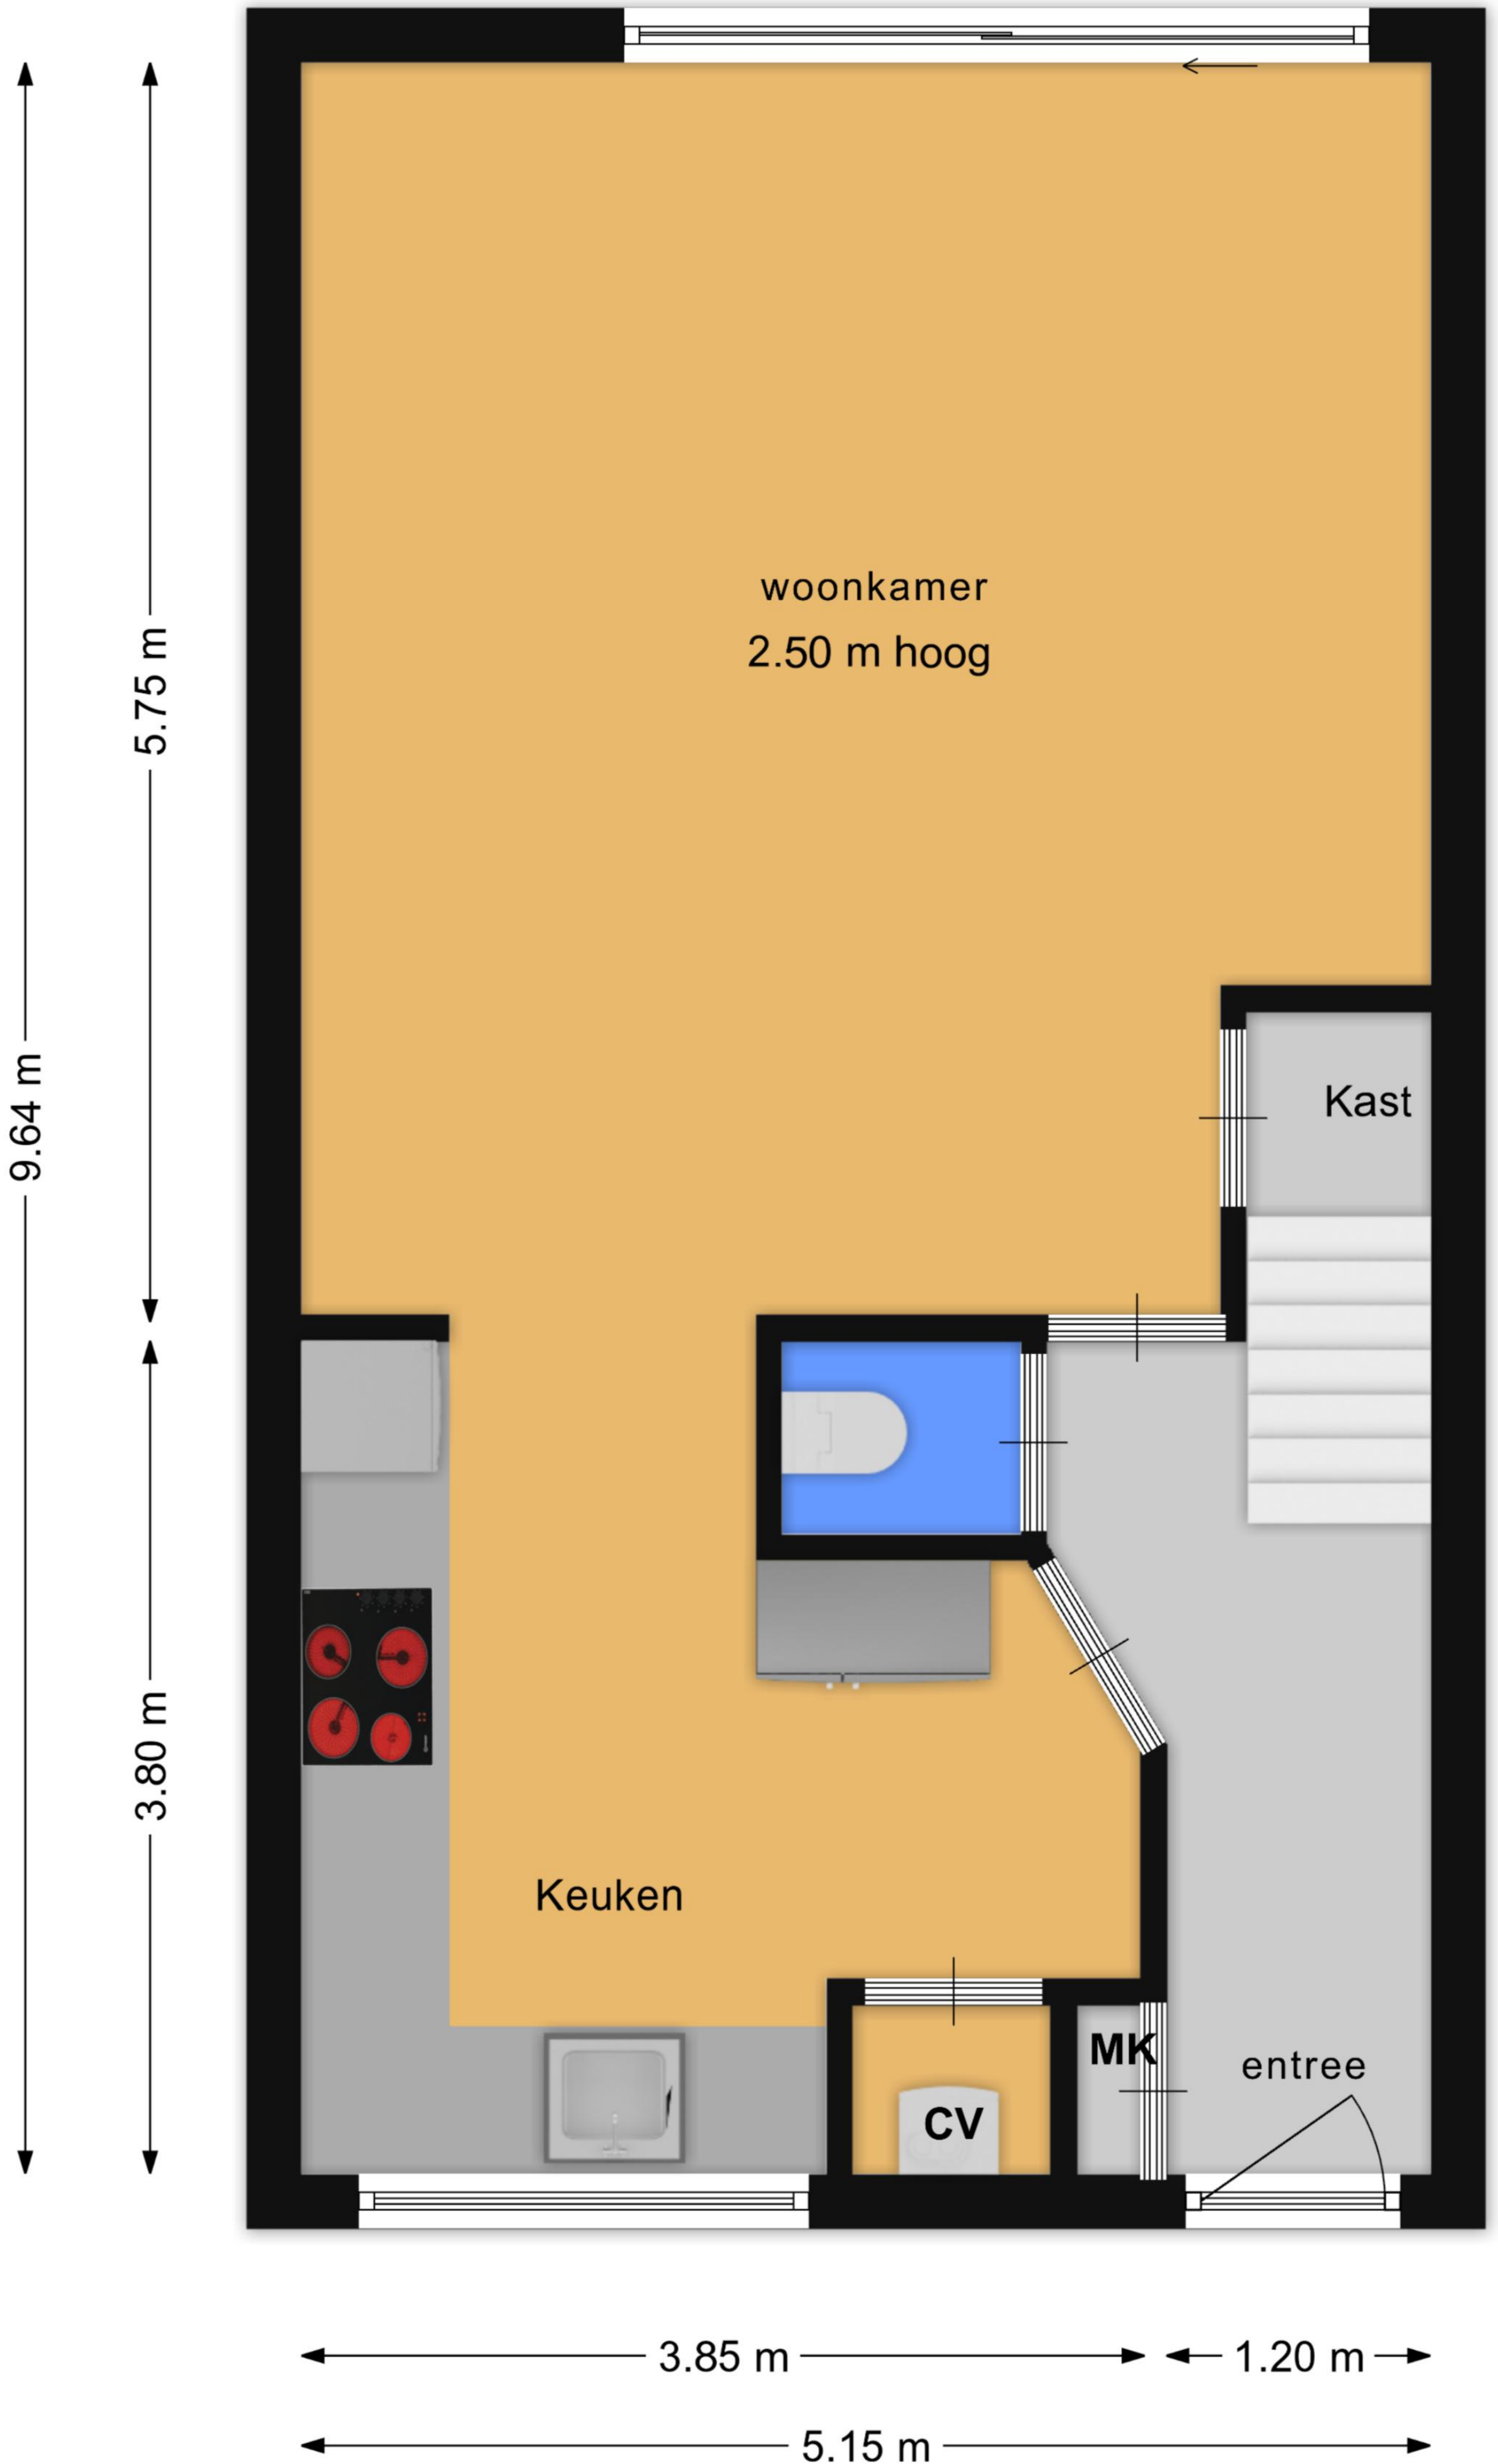 woonkamer
2.50 m hoog
5.75 m
9.64 m
Kast
3.80 m
Keuken
MK
entree
CV
3.85 m
1.20 m
5.15 m